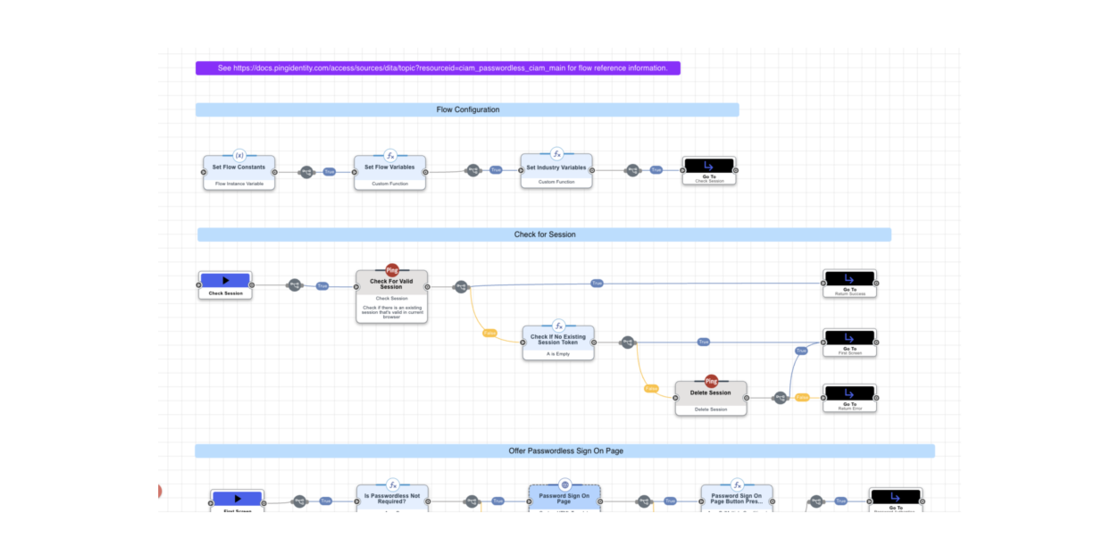 See https://docs.pingidentity.com/access/sources/dita/topic?resourceid=ciam_passwordless_ciam_main for flow reference information.
Flow Configuration
Set Flow Constants
Flow Instance Variable
True
Set Flow Variables
Custom Function
True
Set Industry Variables
Custom Function
True
Go To
Check Session
Check for Session
Check Session
True
Ping
Check For Valid
Session
Check Session
Check if there is an existing
session that's valid in current
browser
True
Go To
Return Success
False
Check If No Existing
Session Token
A is Empty
True
Go To
First Screen
True
False
Ping
Delete Session
Delete Session
False
Go To
Return Error
Offer Passwordless Sign On Page
True
Is Passwordless Not
Required?
True
Password Sign On
Page
True
Password Sign On
Page Button Pres...
True
Go To